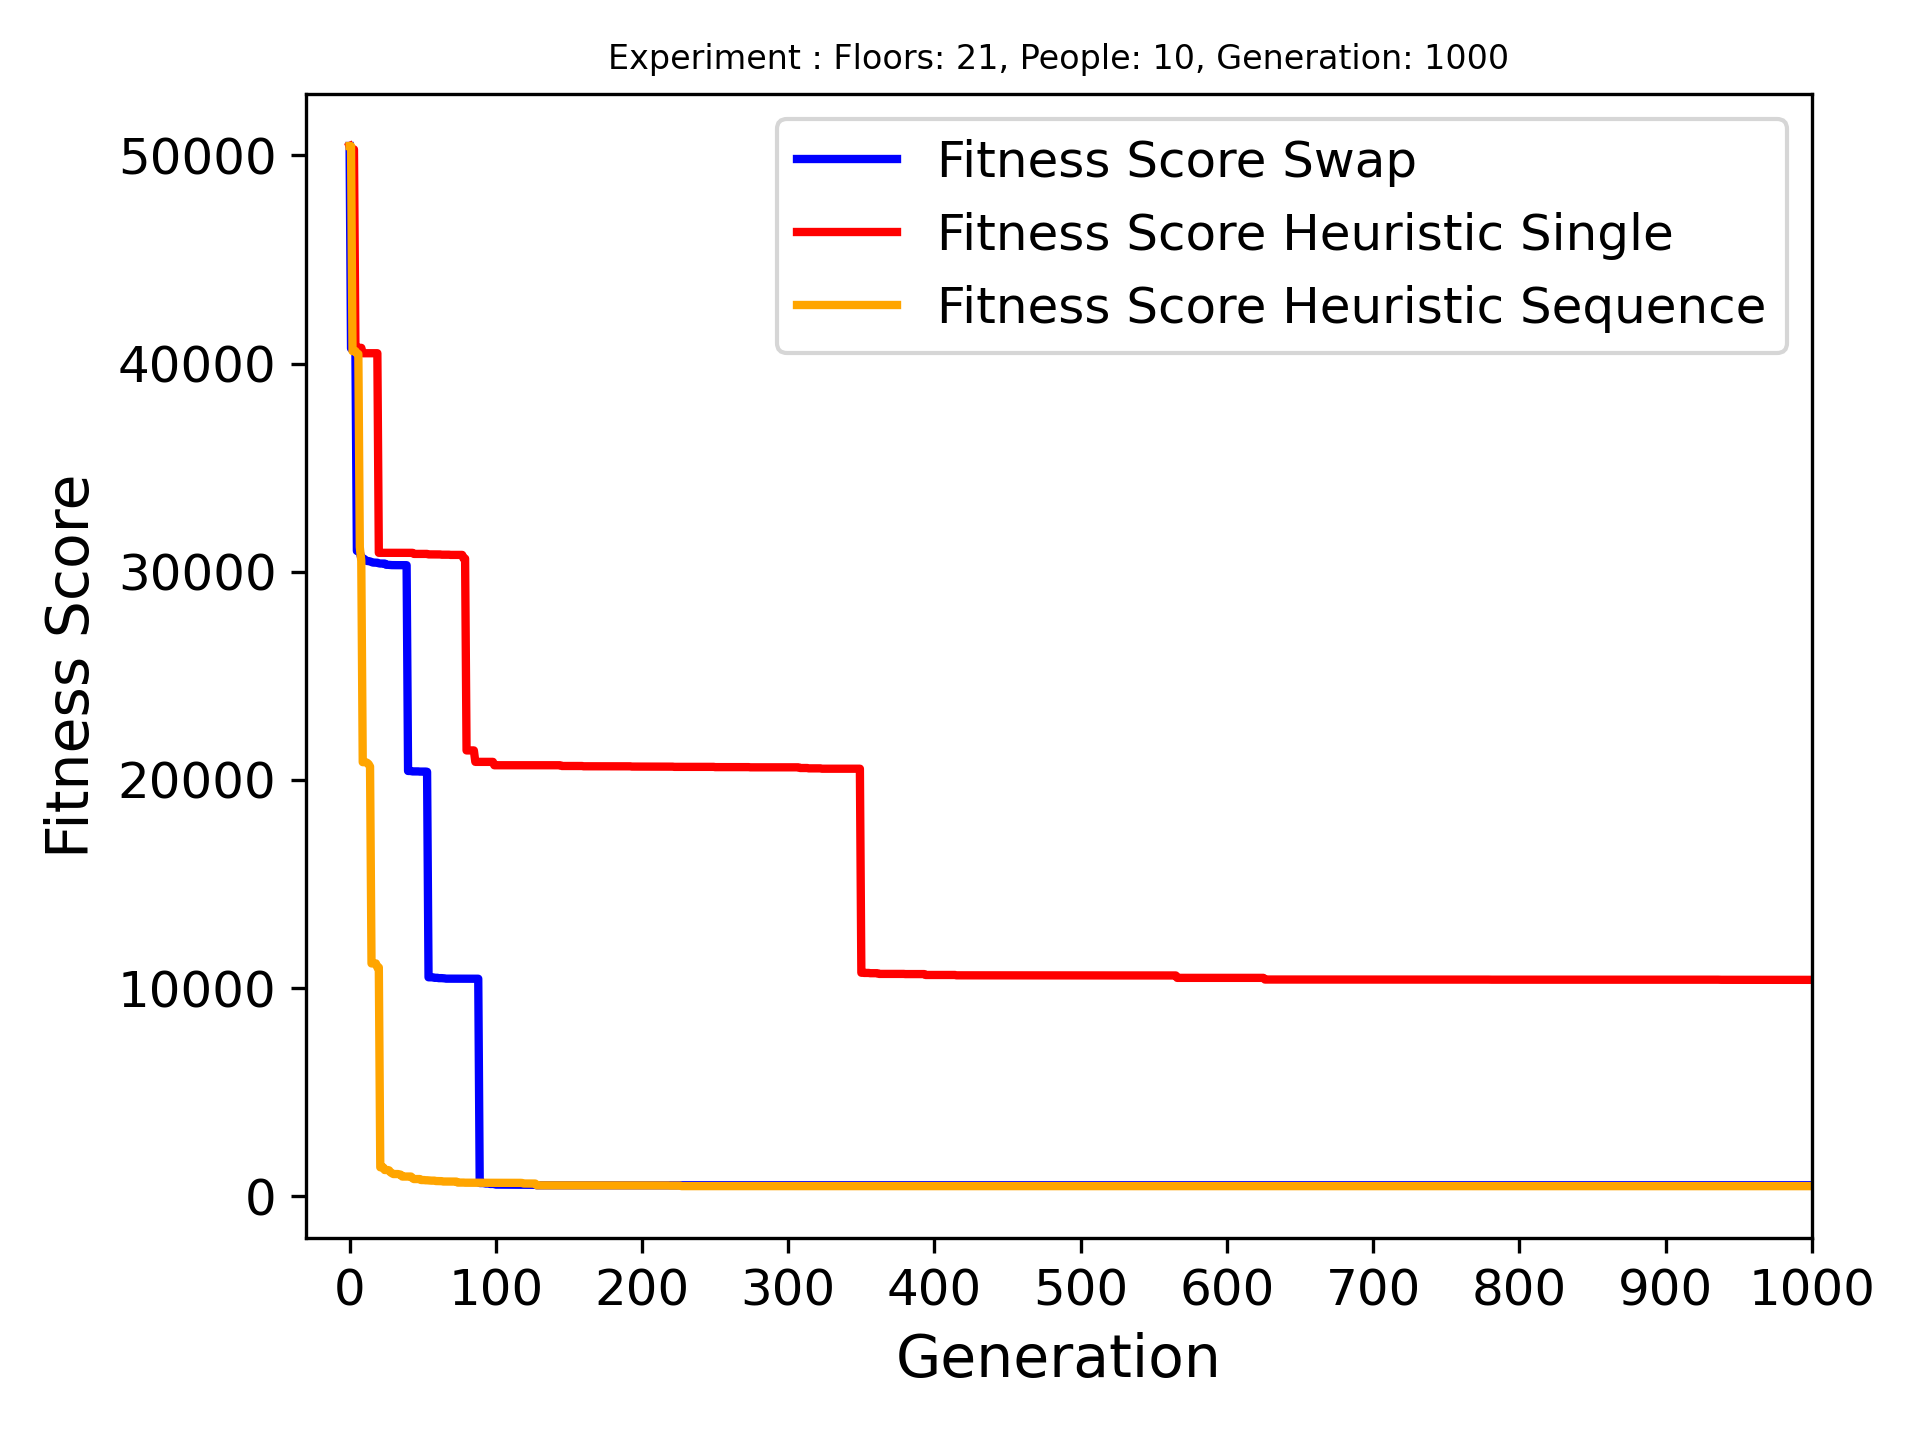 Experiment : Floors: 21, People: 10, Generation: 1000
Fitness Score Swap
Fitness Score Heuristic Single
Fitness Score Heuristic Sequence
Fitness Score
50000
40000
30000
20000
10000
0
0 100 200 300 400 500 600 700 800 900 1000
Generation